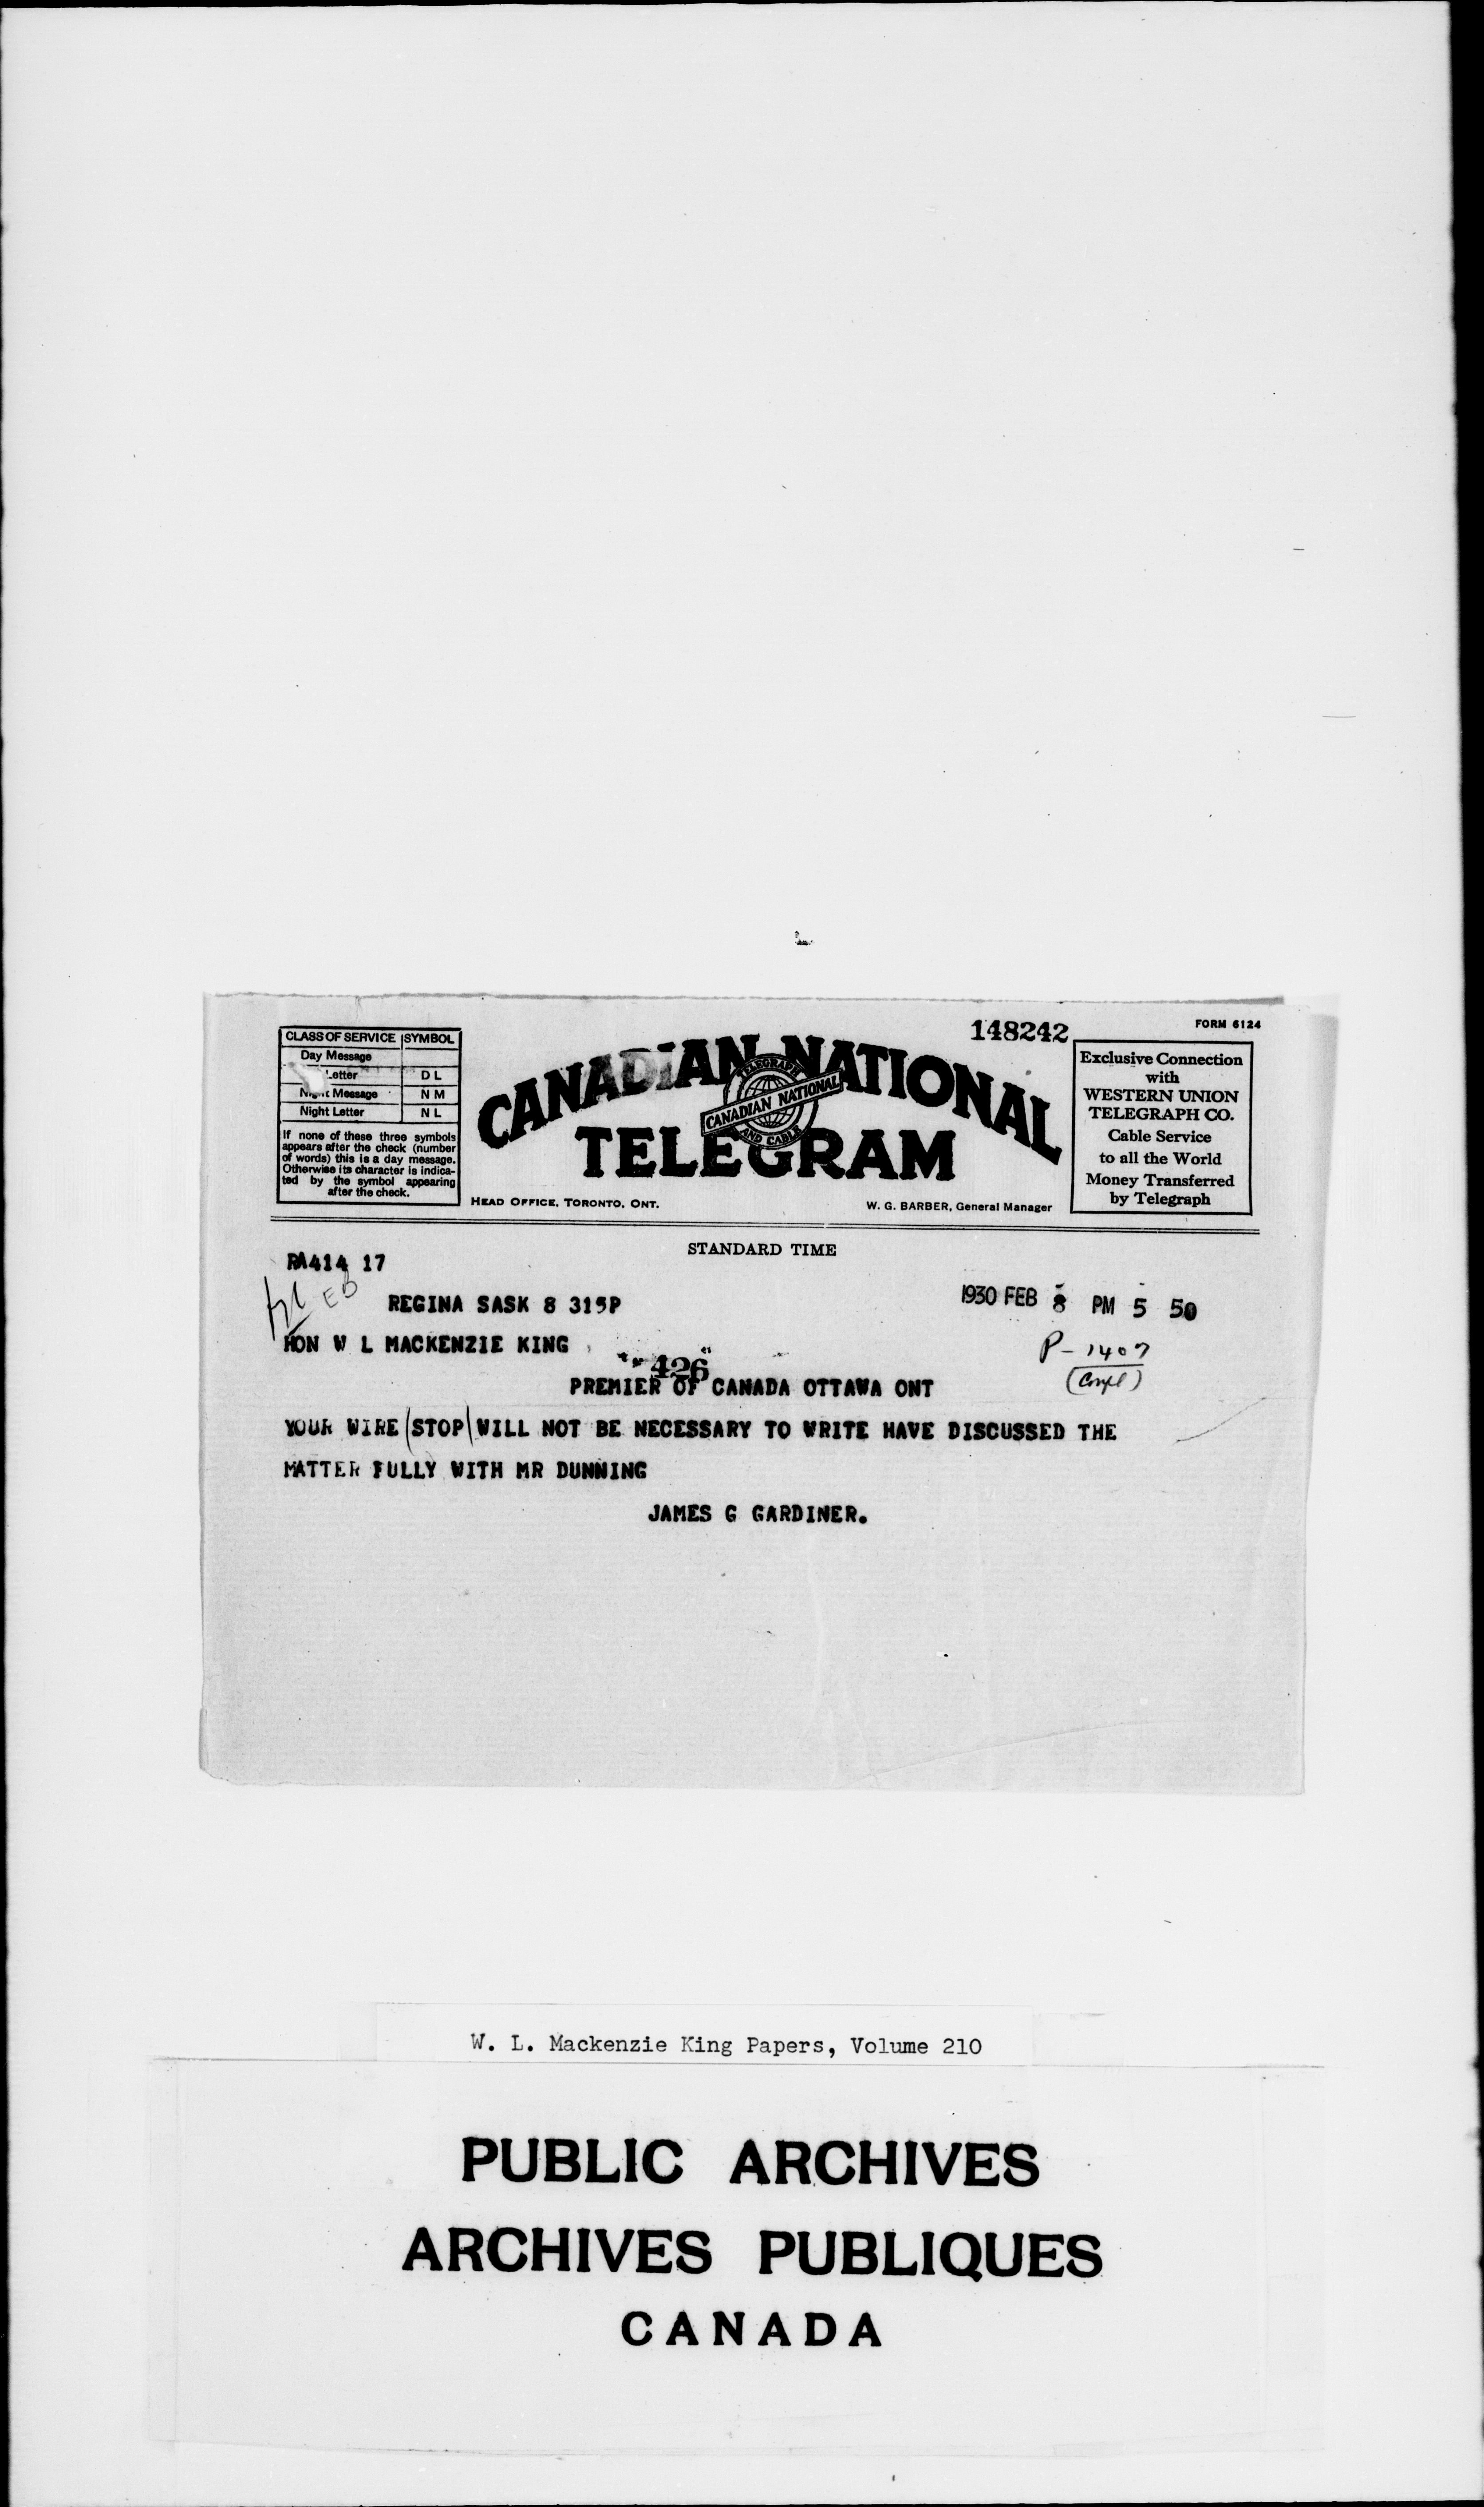 148242
FORM 6124
CLASS OF SERVICE SYMBOL
Day Message
Letter D L
Night Message N M
Night Letter N L
If none of these three symbols
appears after the check (number
of words) this is a day message.
Otherwise its character is indica-
ted by the symbol appearing
after the check.
CANADIAN NATIONAL
TELEGRAPH
CANADIAN NATIONAL
AND CABLE
TELEGRAM
HEAD OFFICE, TORONTO, ONT.
W. G. BARBER, General Manager
Exclusive Connection
with
WESTERN UNION
TELEGRAPH CO.
Cable Service
to all the World
Money Transferred
by Telegraph
STANDARD TIME
RA414 17
EB
REGINA SASK 8 315P
1930 FEB 8 PM 5 50
HON W L MACKENZIE KING
P-1407
426
PREMIER OF CANADA OTTAWA ONT
YOUR WIRE (STOP) WILL NOT BE NECESSARY TO WRITE HAVE DISCUSSED THE
MATTER FULLY WITH MR DUNNING
JAMES G GARDINER.
W. L. Mackenzie King Papers, Volume 210
PUBLIC ARCHIVES
ARCHIVES PUBLIQUES
CANADA